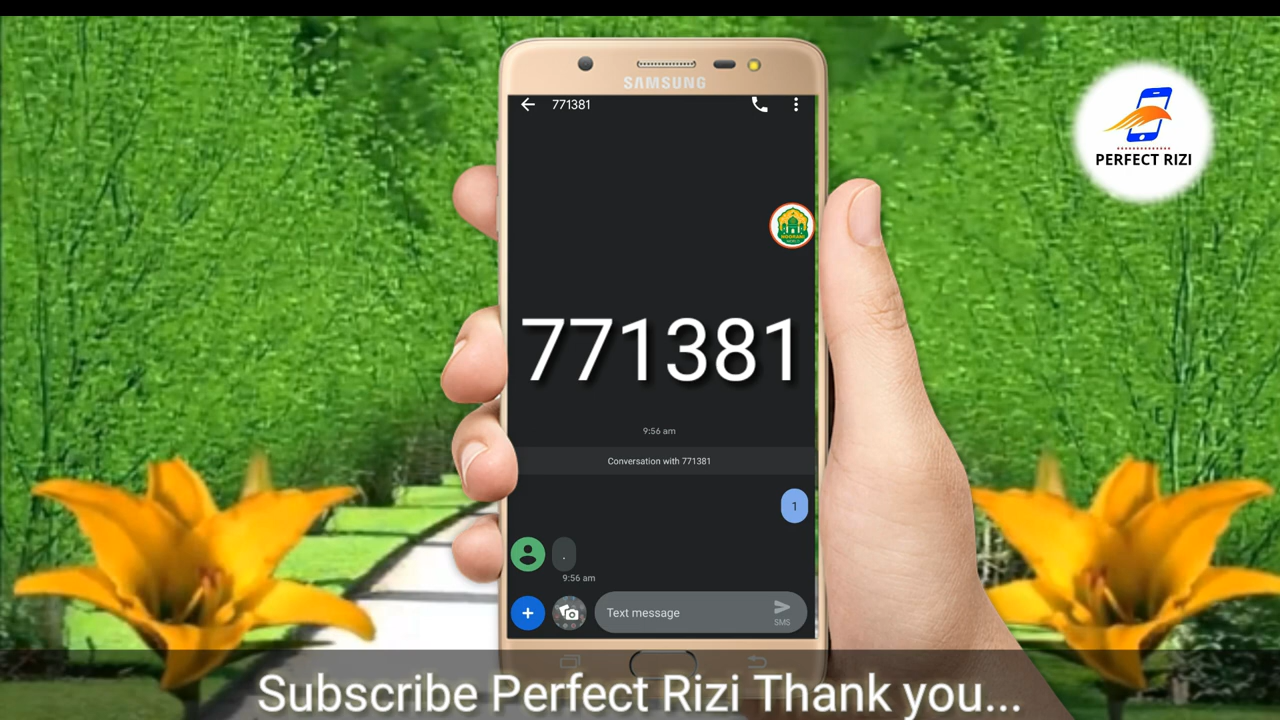 SAMSUNG
771381
PERFECT RIZI
771381
9:56 am
Conversation with 771381
1
.
9:56 am
Text message
SMS
Subscribe Perfect Rizi Thank you...